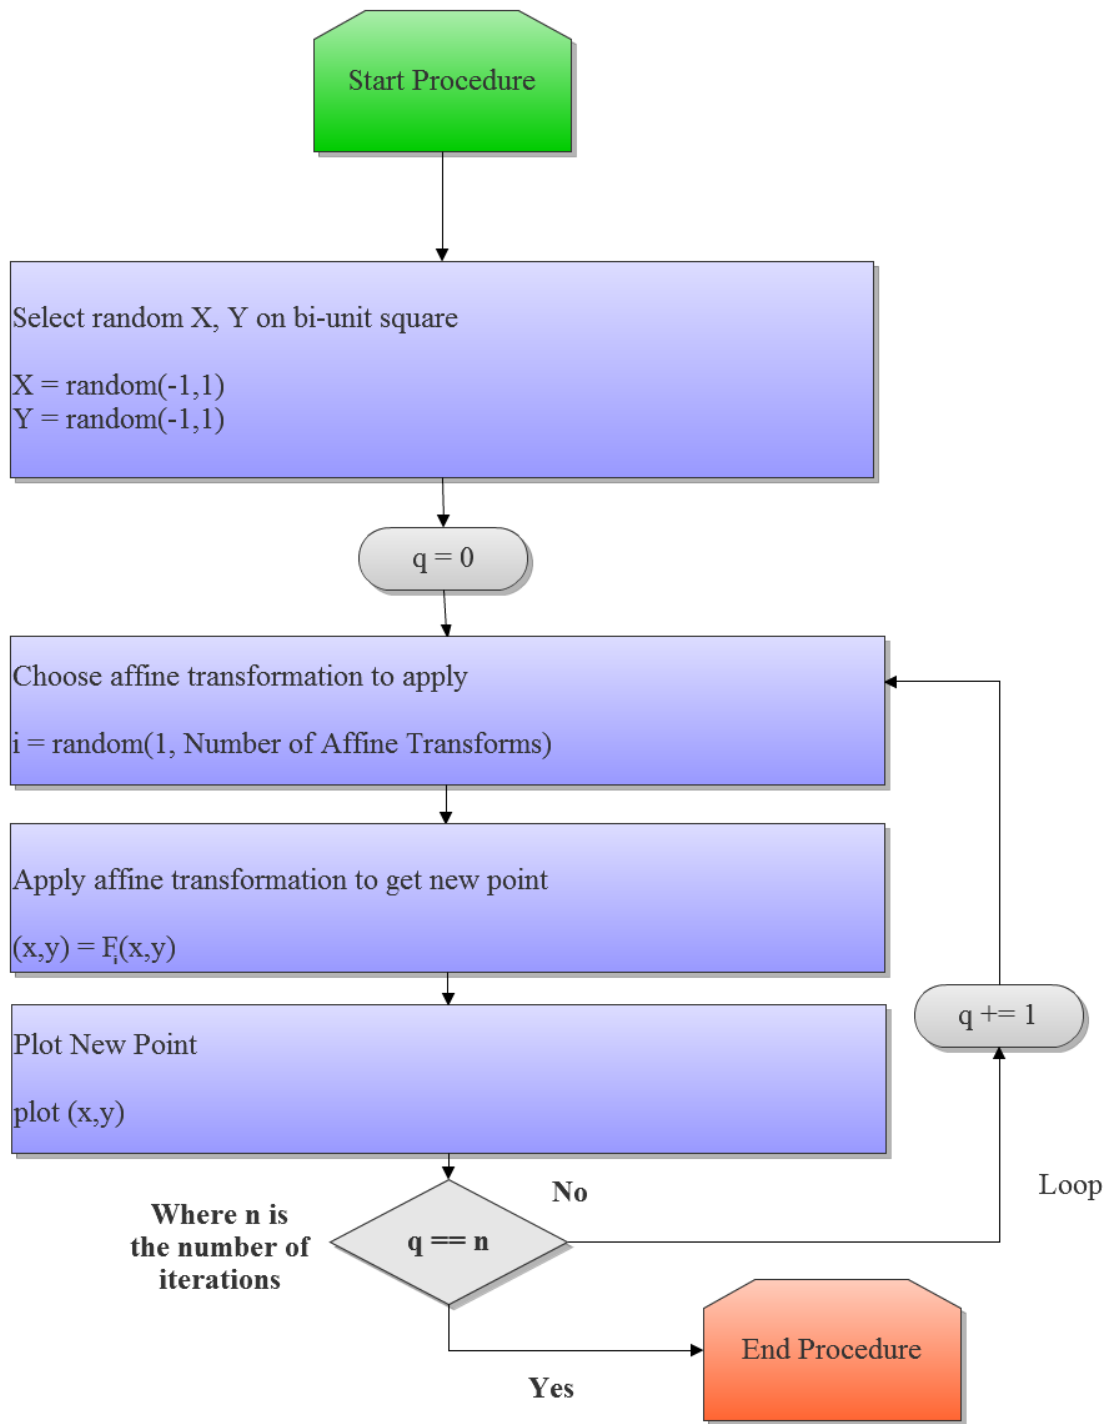 Start Procedure
Select random X, Y on bi-unit square
X = random(-1,1)
Y = random(-1,1)
q = 0
Choose affine transformation to apply
i = random(1, Number of Affine Transforms)
Apply affine transformation to get new point
(x,y) = Fᵢ(x,y)
q += 1
Plot New Point
plot (x,y)
No
Loop
Where n is
the number of
iterations
q == n
End Procedure
Yes